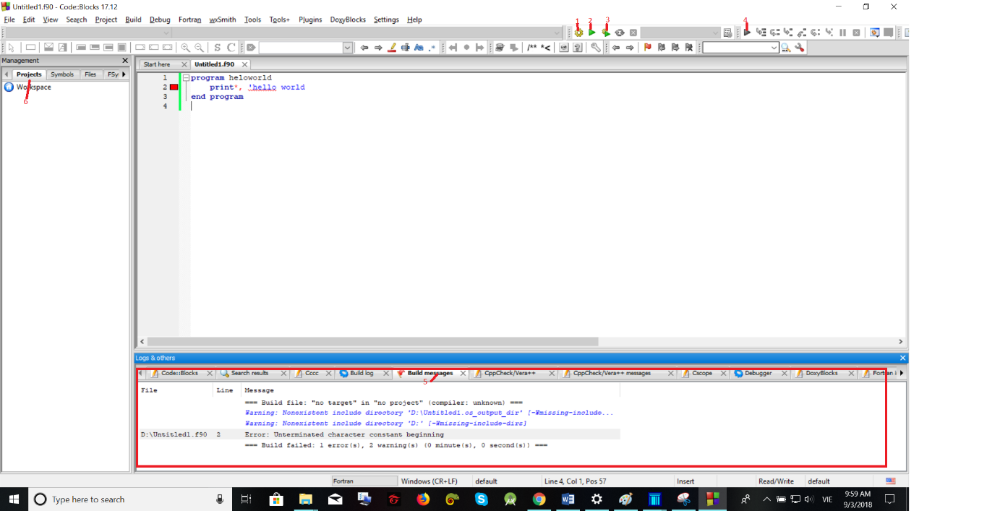 Untitled1.f90 - Code::Blocks 17.12
File Edit View Search Project Build Debug Fortran wxSmith Tools Tools+ Plugins DoxyBlocks Settings Help
1 2 3 4
S C /** *<
Management
Start here Untitled1.f90
Projects Symbols Files FSy
Workspace
6
1 program heloworld
2 print*, 'hello world
3 end program
4
Logs & others
Code::Blocks Search results Cccc Build log Build messages CppCheck/Vera++ CppCheck/Vera++ messages Cscope Debugger DoxyBlocks Fortran i
5
File Line Message
=== Build file: "no target" in "no project" (compiler: unknown) ===
Warning: Nonexistent include directory 'D:\Untitled1.os_output_dir' [-Wmissing-include...
Warning: Nonexistent include directory 'D:' [-Wmissing-include-dirs]
D:\Untitled1.f90 2 Error: Unterminated character constant beginning
=== Build failed: 1 error(s), 2 warning(s) (0 minute(s), 0 second(s)) ===
Fortran Windows (CR+LF) default Line 4, Col 1, Pos 57 Insert Read/Write default
Type here to search
VIE
9:59 AM
9/3/2018